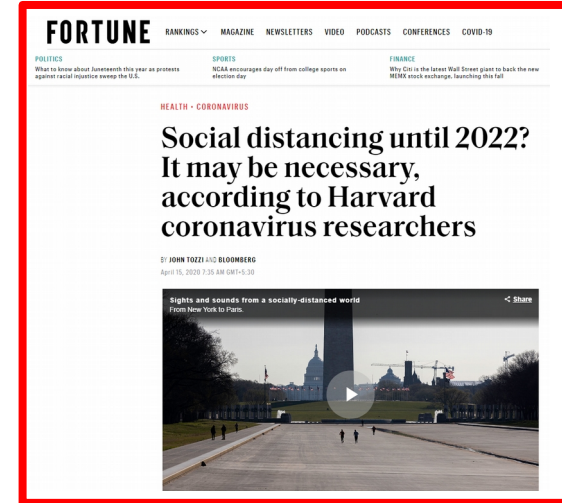 FORTUNE
RANKINGS MAGAZINE NEWSLETTERS VIDEO PODCASTS CONFERENCES COVID-19
POLITICS
What to know about Juneteenth this year as protests
against racial injustice sweep the U.S.
SPORTS
NCAA encourages day off from college sports on
election day
FINANCE
Why Citi is the latest Wall Street giant to back the new
MEMX stock exchange, launching this fall
HEALTH • CORONAVIRUS
Social distancing until 2022?
It may be necessary,
according to Harvard
coronavirus researchers
BY JOHN TOZZI AND BLOOMBERG
April 15, 2020 7:35 AM GMT+5:30
Sights and sounds from a socially-distanced world
From New York to Paris.
Share